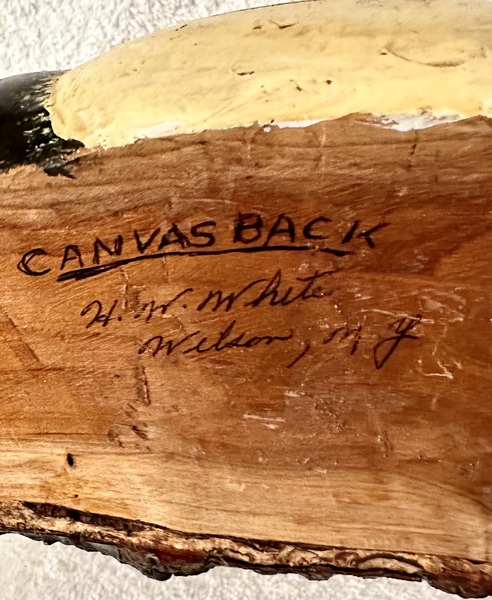 CANVAS BACK
H. W. White
Wilson, N Y